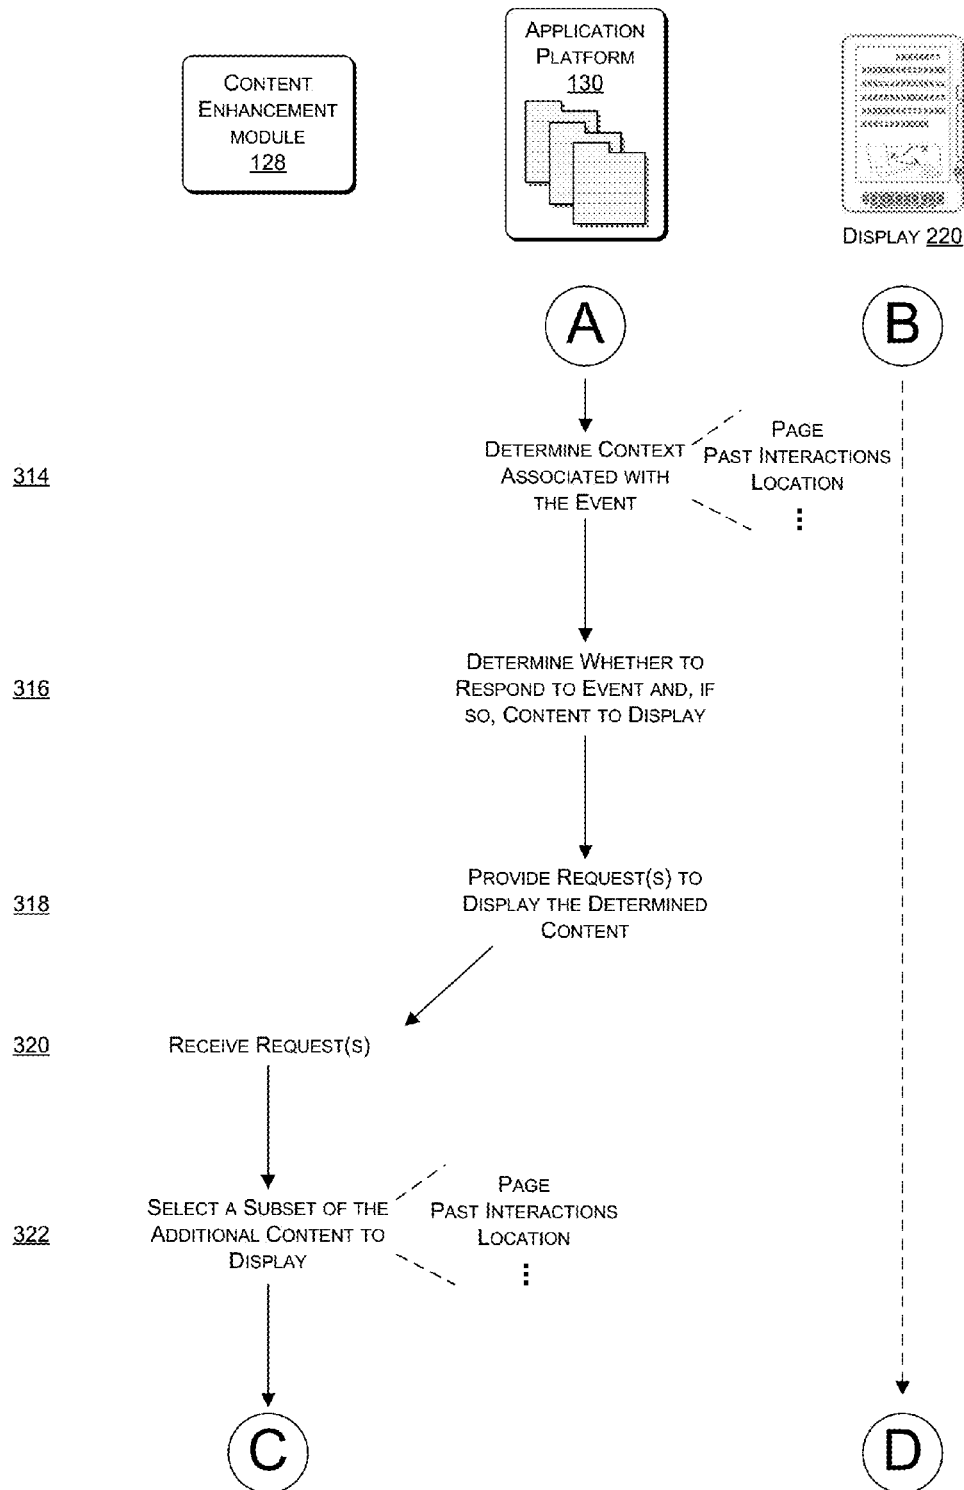 CONTENT
ENHANCEMENT
MODULE
128
APPLICATION
PLATFORM
130
DISPLAY 220
A
B
314
DETERMINE CONTEXT
ASSOCIATED WITH
THE EVENT
PAGE
PAST INTERACTIONS
LOCATION
⋮
316
DETERMINE WHETHER TO
RESPOND TO EVENT AND, IF
SO, CONTENT TO DISPLAY
318
PROVIDE REQUEST(S) TO
DISPLAY THE DETERMINED
CONTENT
320
RECEIVE REQUEST(S)
322
SELECT A SUBSET OF THE
ADDITIONAL CONTENT TO
DISPLAY
PAGE
PAST INTERACTIONS
LOCATION
⋮
C
D